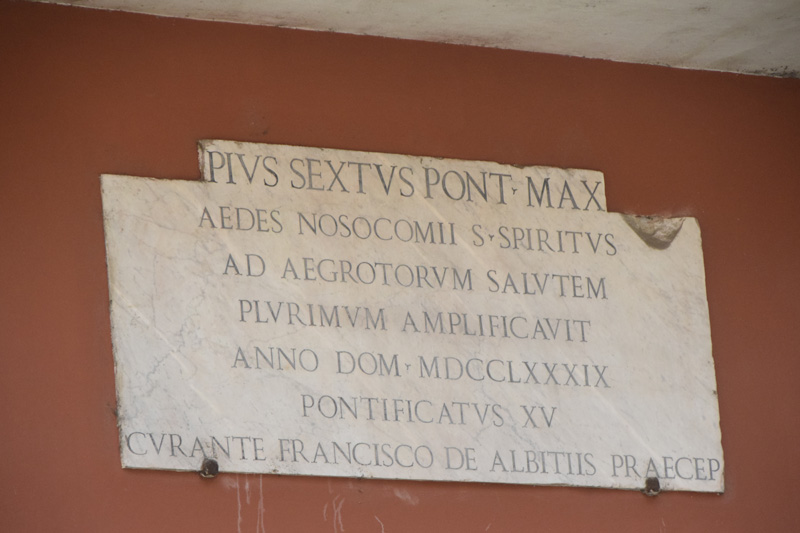 PIVS SEXTVS PONT· MAX
AEDES NOSOCOMII S·SPIRITVS
AD AEGROTORVM SALVTEM
PLVRIMVM AMPLIFICAVIT
ANNO DOM· MDCCLXXXIX
PONTIFICATVS XV
CVRANTE FRANCISCO DE ALBITIIS PRAECEP